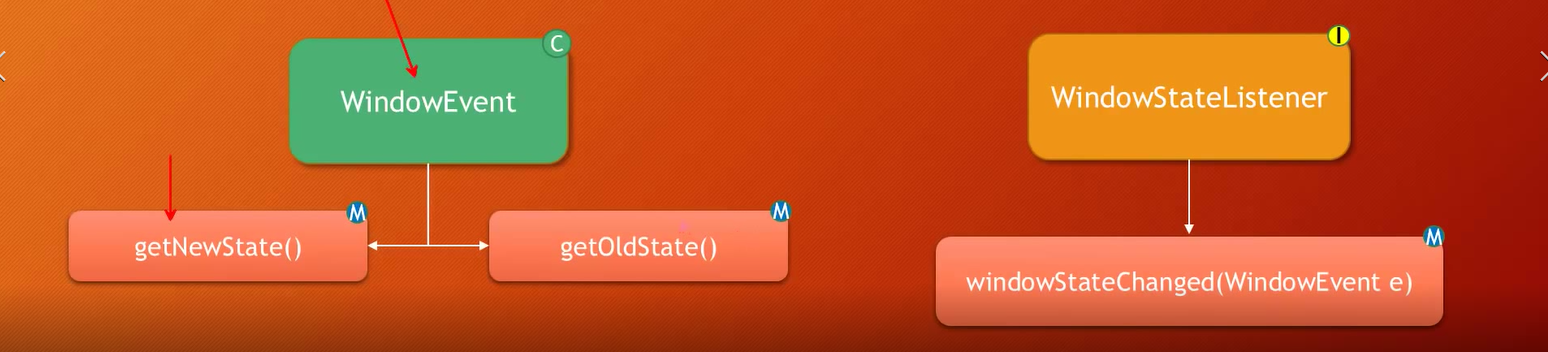 C
WindowEvent
I
WindowStateListener
M
getNewState()
M
getOldState()
M
windowStateChanged(WindowEvent e)